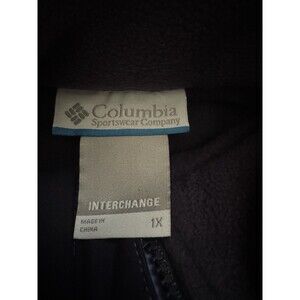 Columbia
Sportswear Company
INTERCHANGE
MADE IN
CHINA
1X